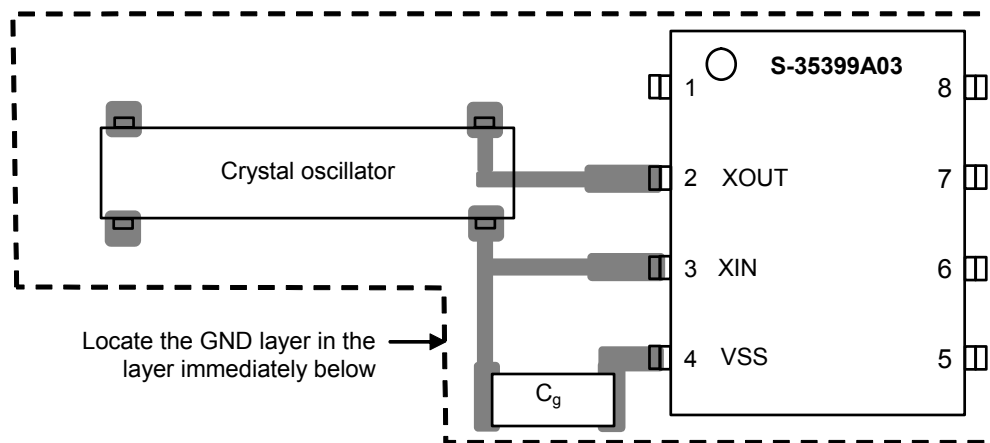 S-35399A03
1
8
Crystal oscillator
2 XOUT
7
3 XIN
6
Locate the GND layer in the
layer immediately below
4 VSS
5
Cg